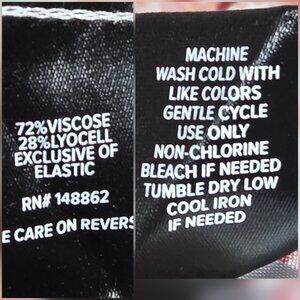 72%VISCOSE
28%LYOCELL
EXCLUSIVE OF
ELASTIC
RN# 148862
E CARE ON REVERS
MACHINE
WASH COLD WITH
LIKE COLORS
GENTLE CYCLE
USE ONLY
NON-CHLORINE
BLEACH IF NEEDED
TUMBLE DRY LOW
COOL IRON
IF NEEDED